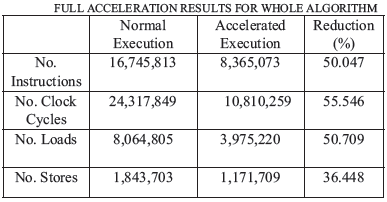 FULL ACCELERATION RESULTS FOR WHOLE ALGORITHM
Normal Execution Accelerated Execution Reduction (%)
No. Instructions 16,745,813 8,365,073 50.047
No. Clock Cycles 24,317,849 10,810,259 55.546
No. Loads 8,064,805 3,975,220 50.709
No. Stores 1,843,703 1,171,709 36.448